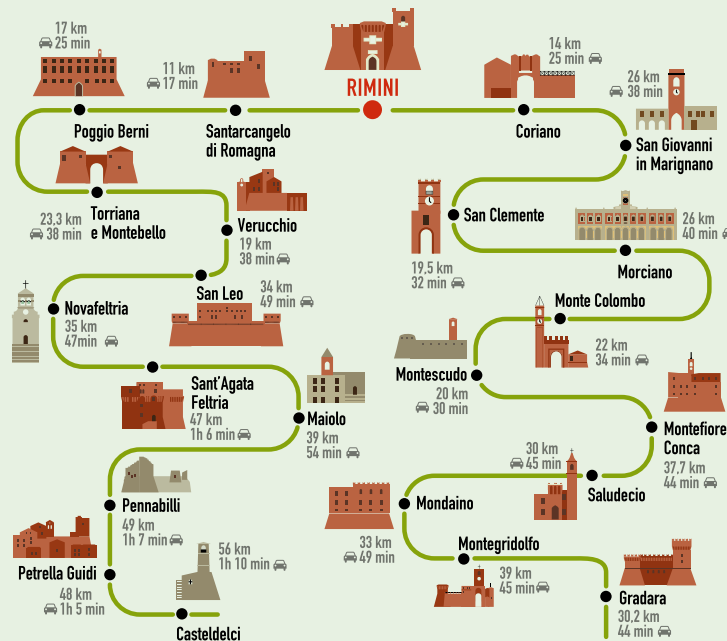 17 km
25 min
11 km
17 min
RIMINI
14 km
25 min
26 km
38 min
Poggio Berni
Santarcangelo
di Romagna
Coriano
San Giovanni
in Marignano
Torriana
e Montebello
23,3 km
38 min
Verucchio
19 km
38 min
San Clemente
19,5 km
32 min
26 km
40 min
Morciano
San Leo
34 km
49 min
Novafeltria
35 km
47min
Monte Colombo
22 km
34 min
Montescudo
20 km
30 min
Sant'Agata
Feltria
47 km
1h 6 min
Maiolo
39 km
54 min
Montefiore
Conca
37,7 km
44 min
30 km
45 min
Saludecio
Pennabilli
49 km
1h 7 min
Mondaino
33 km
49 min
Montegridolfo
39 km
45 min
Petrella Guidi
48 km
1h 5 min
56 km
1h 10 min
Casteldelci
Gradara
30,2 km
44 min